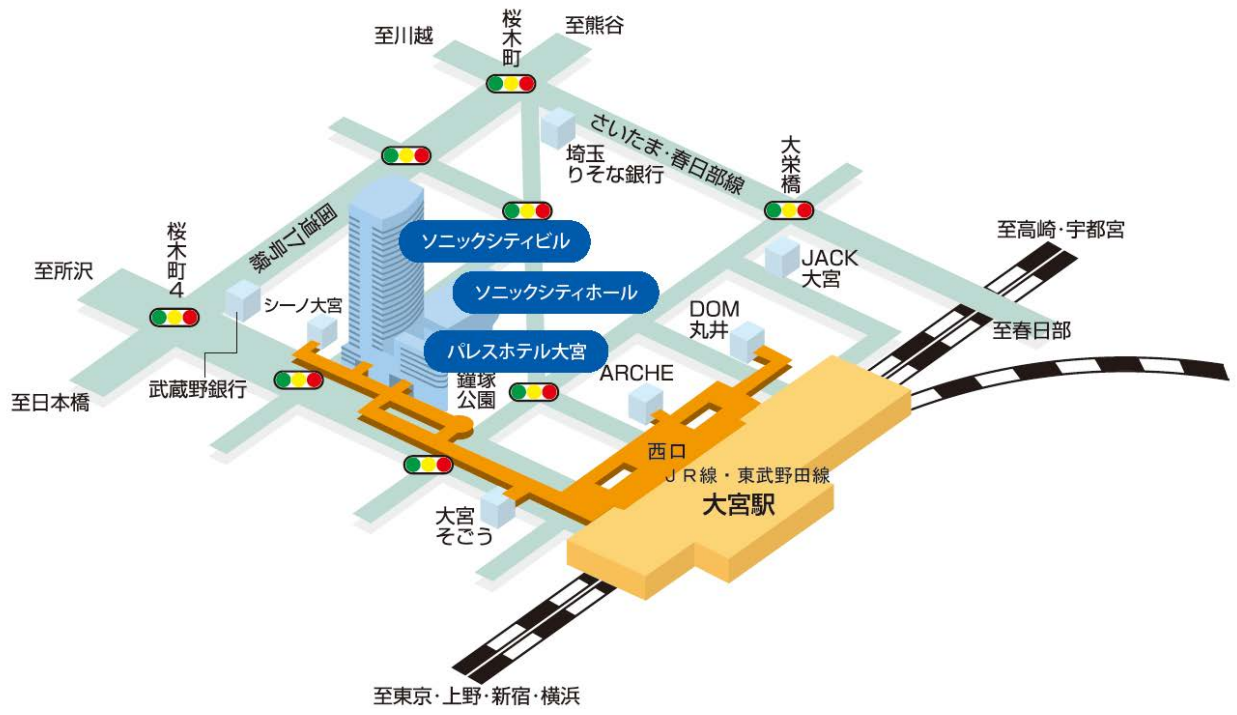 至川越
桜木町
至熊谷
さいたま・春日部線
埼玉
りそな銀行
大栄橋
国道17号線
ソニックシティビル
ソニックシティホール
パレスホテル大宮
鐘塚
公園
桜木町4
至所沢
シーノ大宮
武蔵野銀行
至日本橋
JACK
大宮
至高崎・宇都宮
至春日部
DOM
丸井
ARCHE
西口
JR線・東武野田線
大宮駅
大宮
そごう
至東京・上野・新宿・横浜